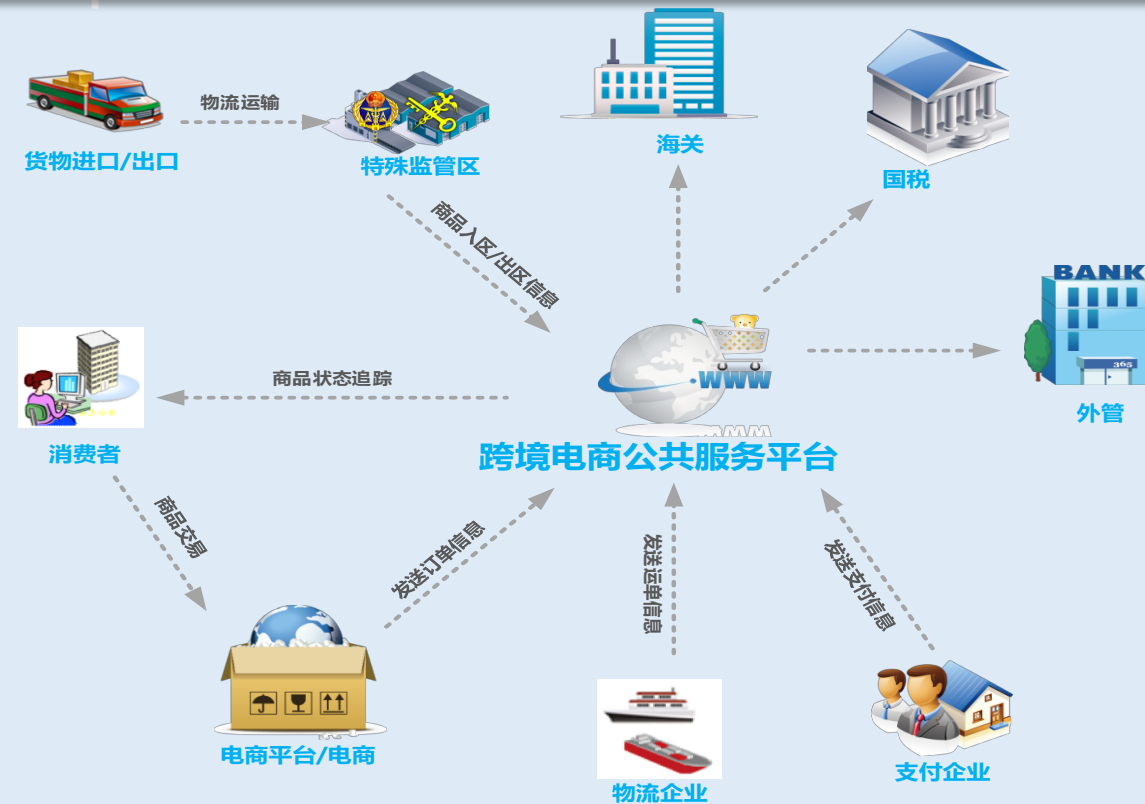 物流运输
货物进口/出口
特殊监管区
海关
国税
商品入区/出区信息
BANK
365
外管
商品状态追踪
消费者
WWW
跨境电商公共服务平台
商品交易
发送订单信息
发送运单信息
发送支付信息
电商平台/电商
物流企业
支付企业